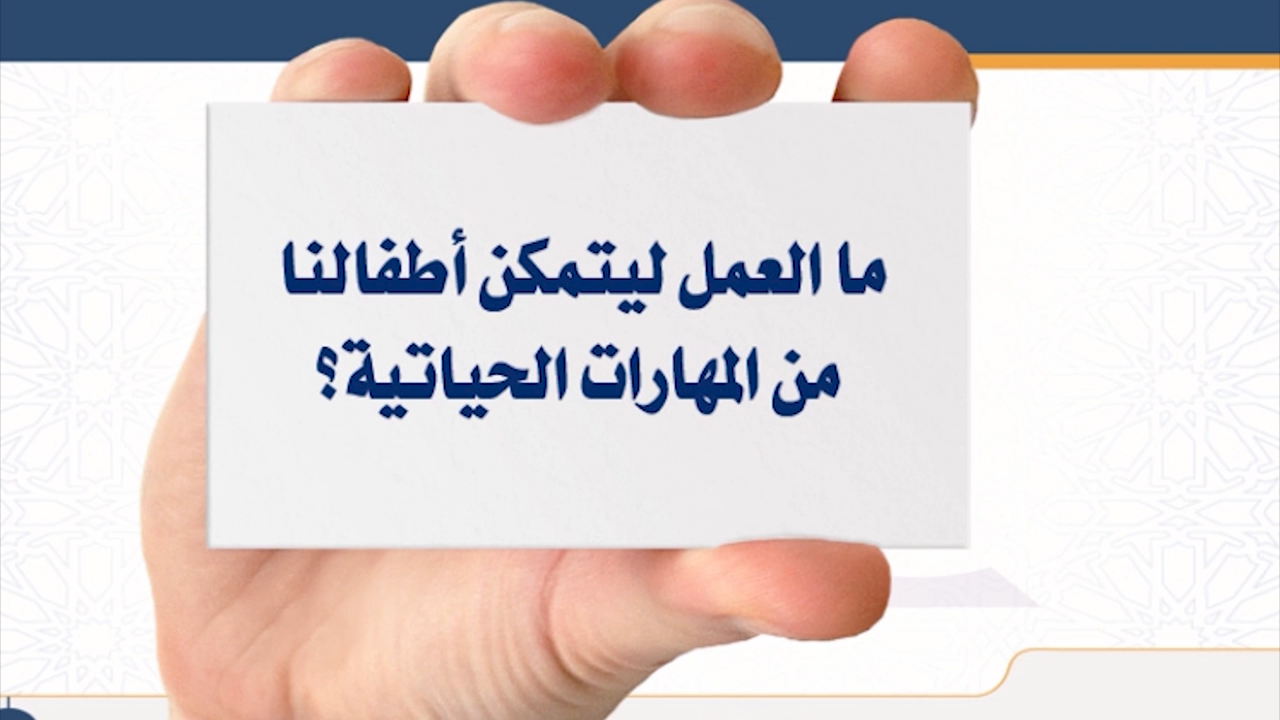 ما العمل ليتمكن أطفالنا
من المهارات الحياتية؟